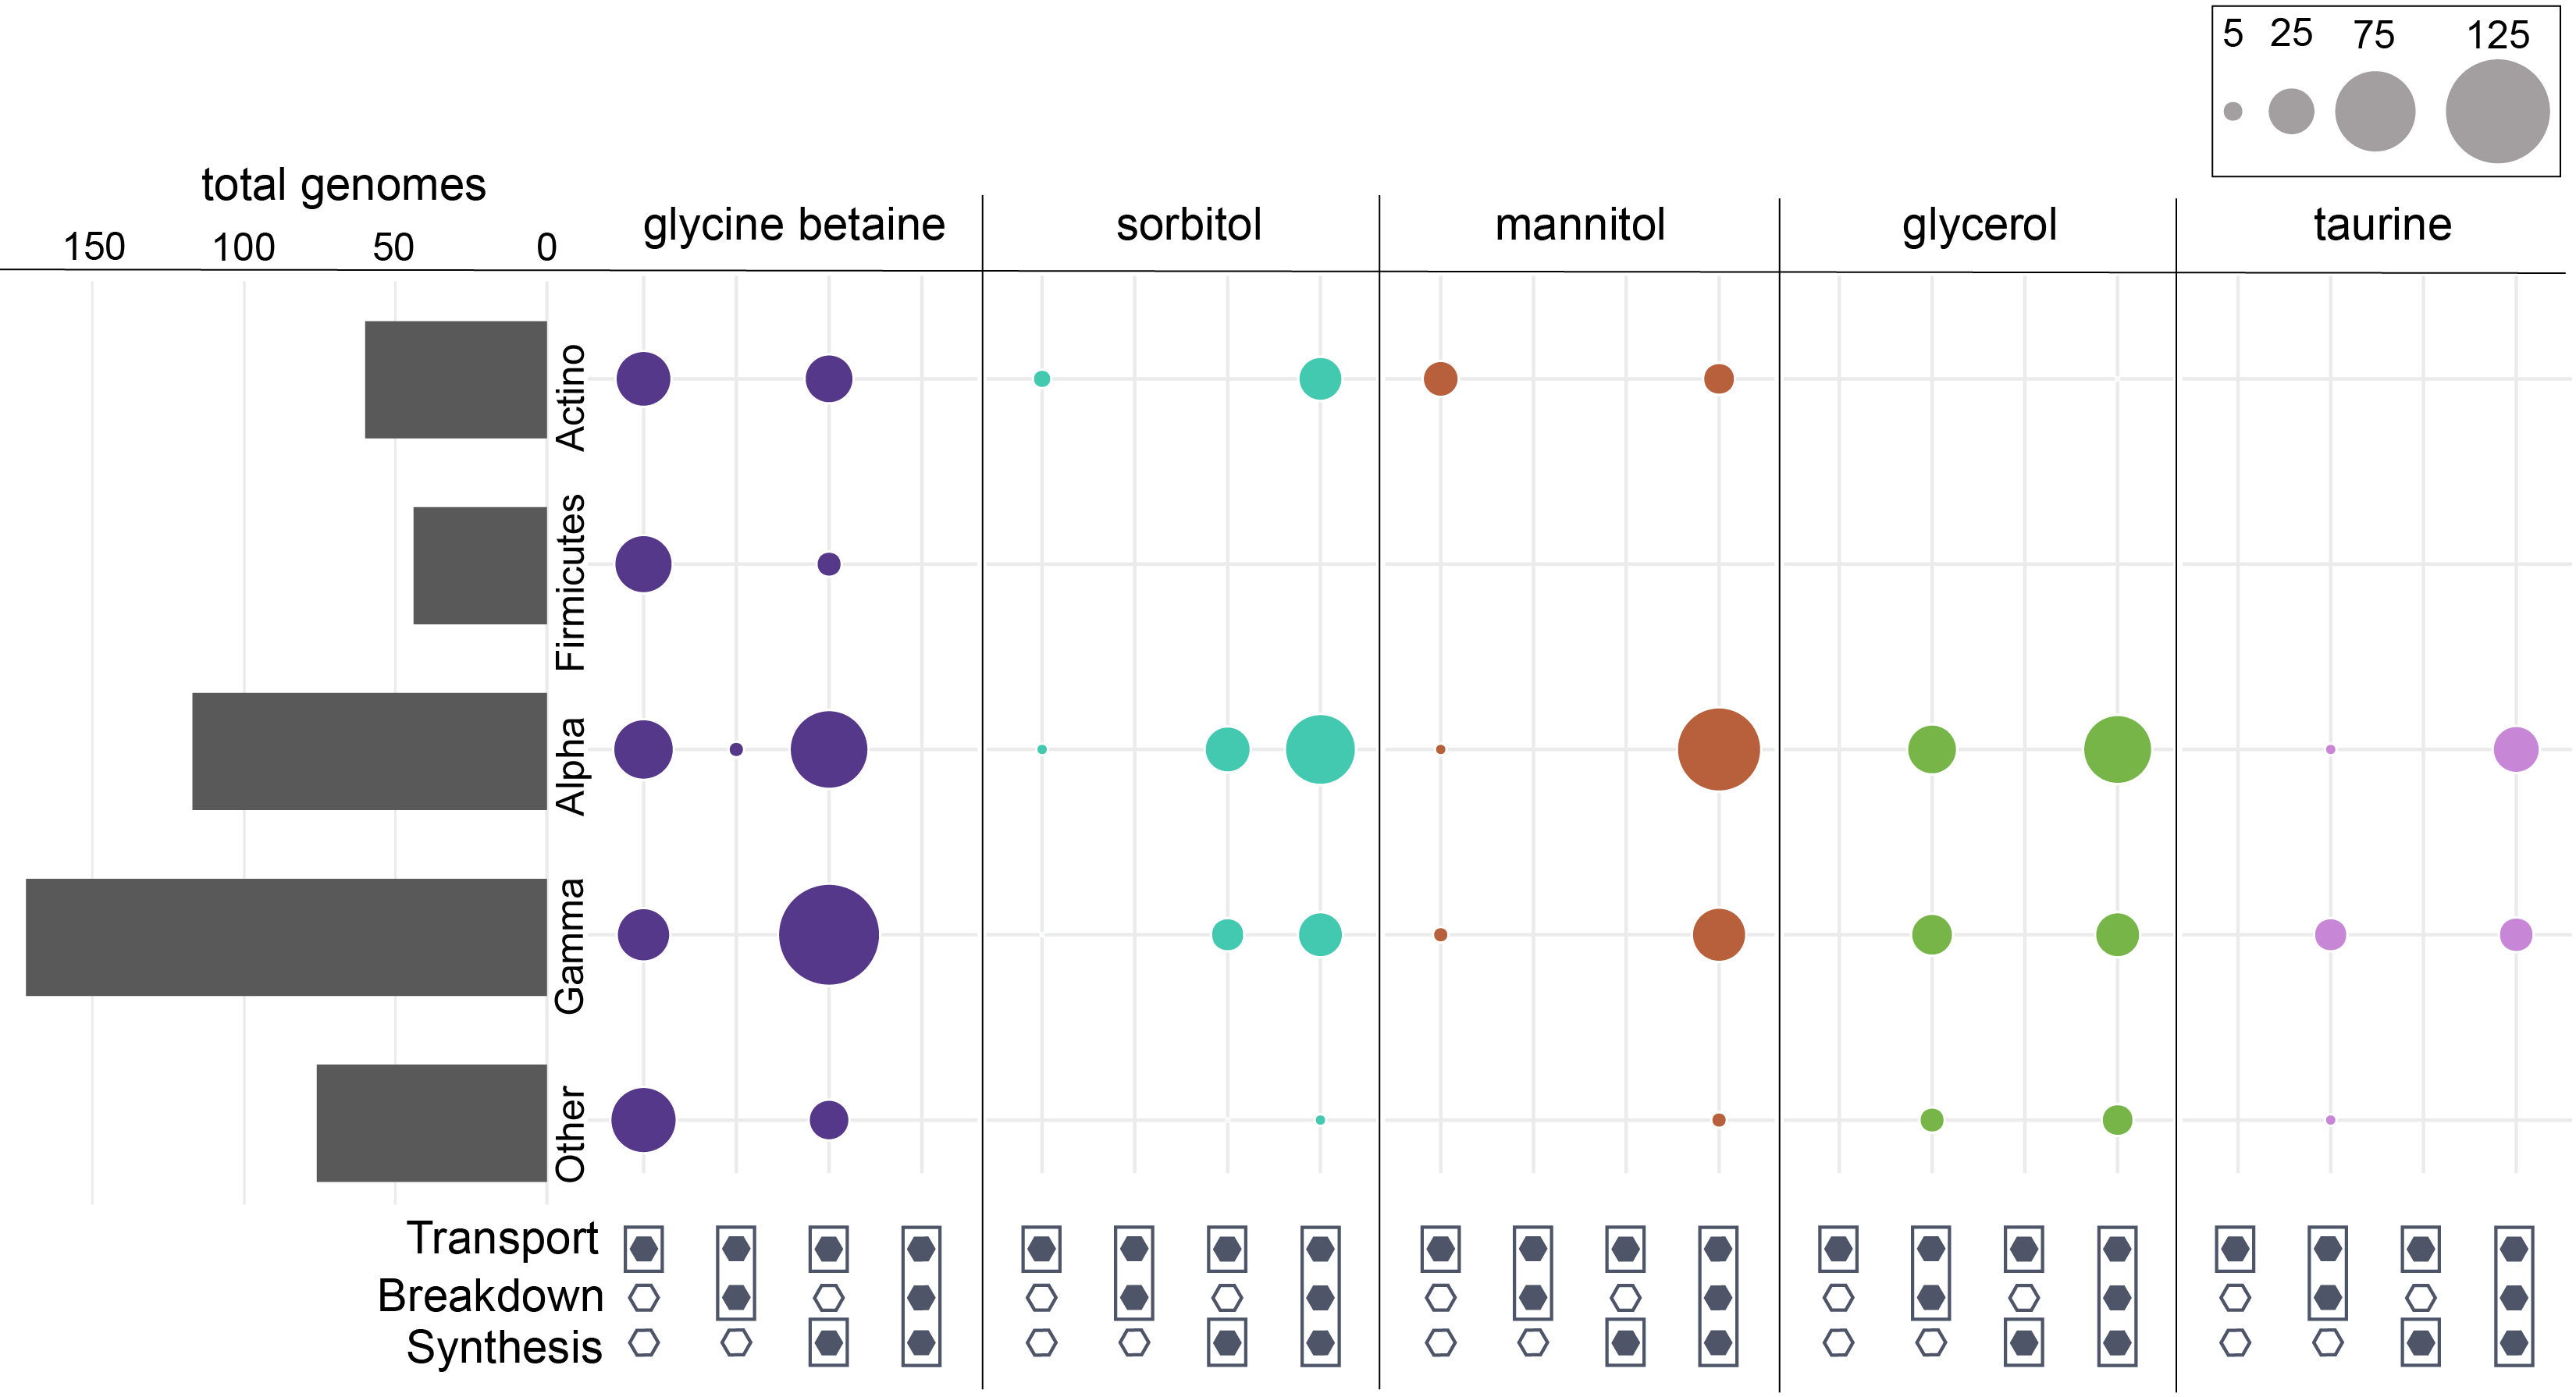 5 25 75 125
total genomes
150 100 50 0
glycine betaine sorbitol mannitol glycerol taurine
Actino
Firmicutes
Alpha
Gamma
Other
Transport
Breakdown
Synthesis